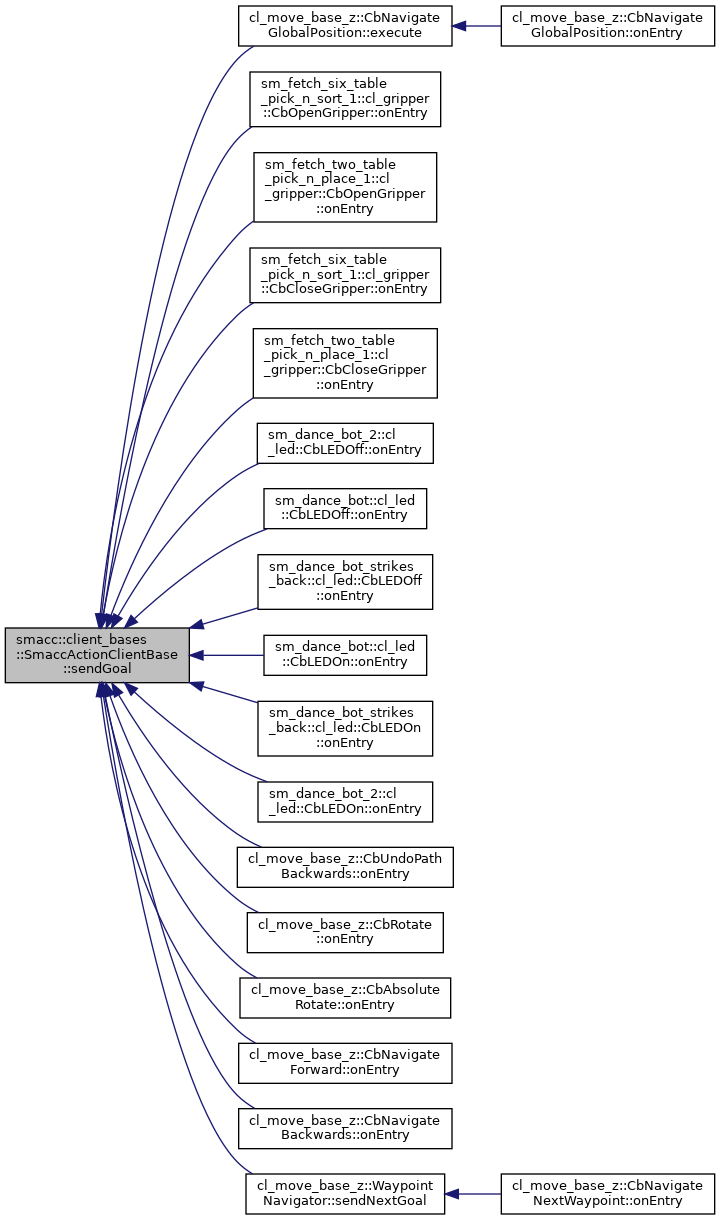 cl_move_base_z::CbNavigate
GlobalPosition::execute
cl_move_base_z::CbNavigate
GlobalPosition::onEntry
sm_fetch_six_table
_pick_n_sort_1::cl_gripper
::CbOpenGripper::onEntry
sm_fetch_two_table
_pick_n_place_1::cl
_gripper::CbOpenGripper
::onEntry
sm_fetch_six_table
_pick_n_sort_1::cl_gripper
::CbCloseGripper::onEntry
sm_fetch_two_table
_pick_n_place_1::cl
_gripper::CbCloseGripper
::onEntry
sm_dance_bot_2::cl
_led::CbLEDOff::onEntry
sm_dance_bot::cl_led
::CbLEDOff::onEntry
sm_dance_bot_strikes
_back::cl_led::CbLEDOff
::onEntry
smacc::client_bases
::SmaccActionClientBase
::sendGoal
sm_dance_bot::cl_led
::CbLEDOn::onEntry
sm_dance_bot_strikes
_back::cl_led::CbLEDOn
::onEntry
sm_dance_bot_2::cl
_led::CbLEDOn::onEntry
cl_move_base_z::CbUndoPath
Backwards::onEntry
cl_move_base_z::CbRotate
::onEntry
cl_move_base_z::CbAbsolute
Rotate::onEntry
cl_move_base_z::CbNavigate
Forward::onEntry
cl_move_base_z::CbNavigate
Backwards::onEntry
cl_move_base_z::Waypoint
Navigator::sendNextGoal
cl_move_base_z::CbNavigate
NextWaypoint::onEntry